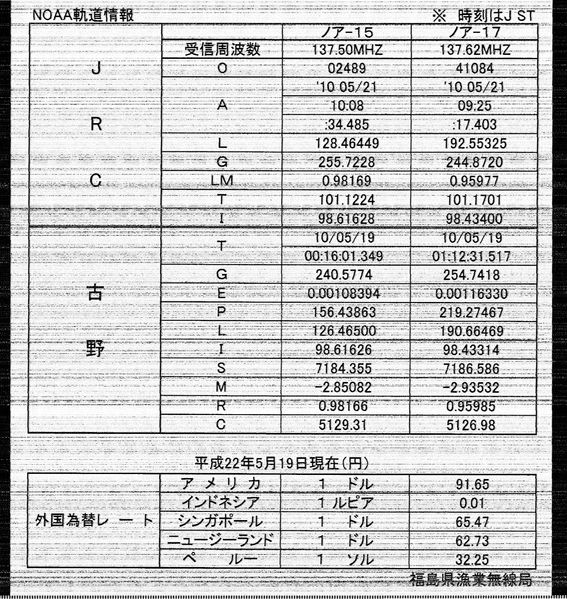 NOAA軌道情報 ※ 時刻はJST
ノア-15 ノア-17
受信周波数 137.50MHZ 137.62MHZ
JRC
O 02489 41084
A '10 05/21 '10 05/21
10:08 09:25
:34.485 :17.403
L 128.46449 192.55325
G 255.7228 244.8720
LM 0.98169 0.95977
T 101.1224 101.1701
I 98.61628 98.43400
古野
T 10/05/19 10/05/19
00:16:01.349 01:12:31.517
G 240.5774 254.7418
E 0.00108394 0.00116330
P 156.43863 219.27467
L 126.46500 190.66469
I 98.61626 98.43314
S 7184.355 7186.586
M -2.85082 -2.93532
R 0.98166 0.95985
C 5129.31 5126.98
平成22年5月19日現在(円)
外国為替レート
アメリカ 1 ドル 91.65
インドネシア 1 ルピア 0.01
シンガポール 1 ドル 65.47
ニュージーランド 1 ドル 62.73
ペルー 1 ソル 32.25
福島県漁業無線局